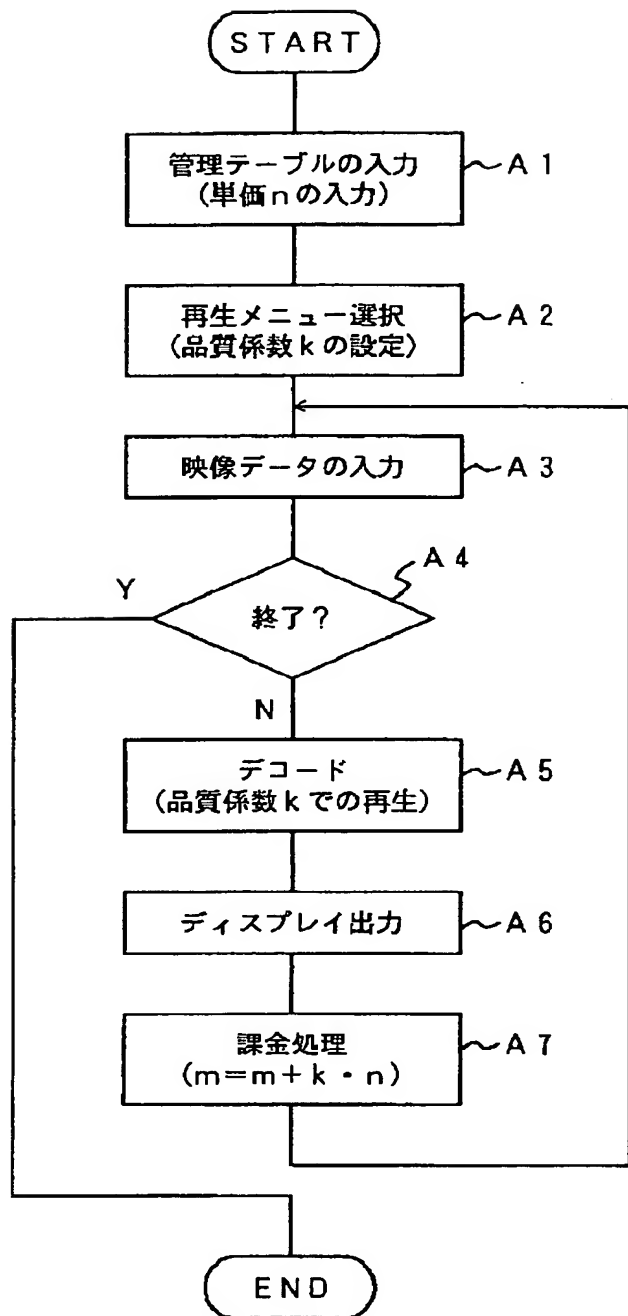 START
管理テーブルの入力
(単価nの入力)
~A1
再生メニュー選択
(品質係数kの設定)
~A2
映像データの入力
~A3
A4
Y
終了?
N
デコード
(品質係数kでの再生)
~A5
ディスプレイ出力
~A6
課金処理
(m=m+k・n)
~A7
END